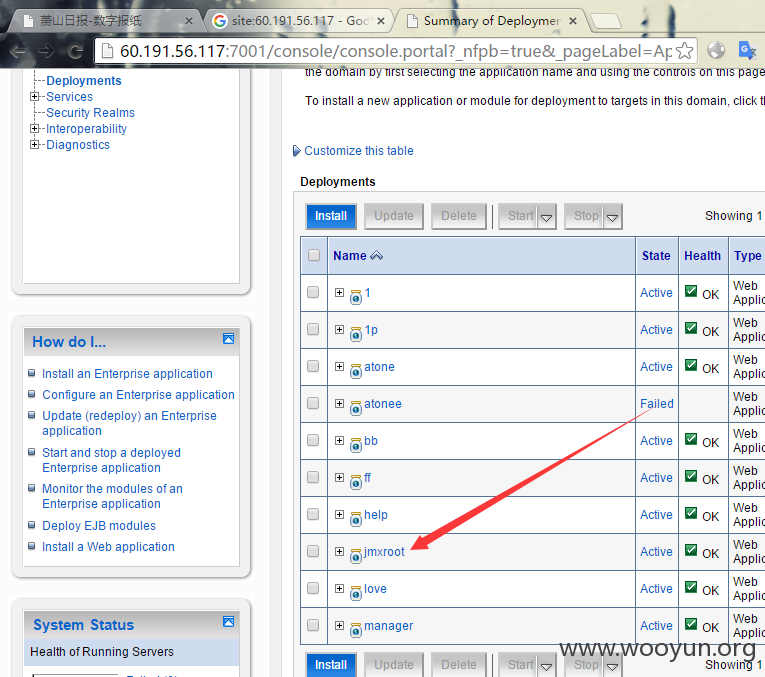 萧山日报-数字报纸
site:60.191.56.117 - Goo
Summary of Deploymer
60.191.56.117:7001/console/console.portal?_nfpb=true&_pageLabel=Ap
Deployments
Services
Security Realms
Interoperability
Diagnostics
the domain by first selecting the application name and using the controls on this page
To install a new application or module for deployment to targets in this domain, click th
Customize this table
Deployments
Install Update Delete Start Stop Showing 1
Name State Health Type
1 Active OK Web Applic
1p Active OK Web Applic
atone Active OK Web Applic
atonee Failed Web Applic
bb Active OK Web Applic
ff Active OK Web Applic
help Active OK Web Applic
jmxroot Active OK Web Applic
love Active OK Web Applic
manager Active OK Web Applic
Install Update Delete Start Stop Showing 1
How do I...
Install an Enterprise application
Configure an Enterprise application
Update (redeploy) an Enterprise
application
Start and stop a deployed
Enterprise application
Monitor the modules of an
Enterprise application
Deploy EJB modules
Install a Web application
System Status
Health of Running Servers
www.wooyun.org